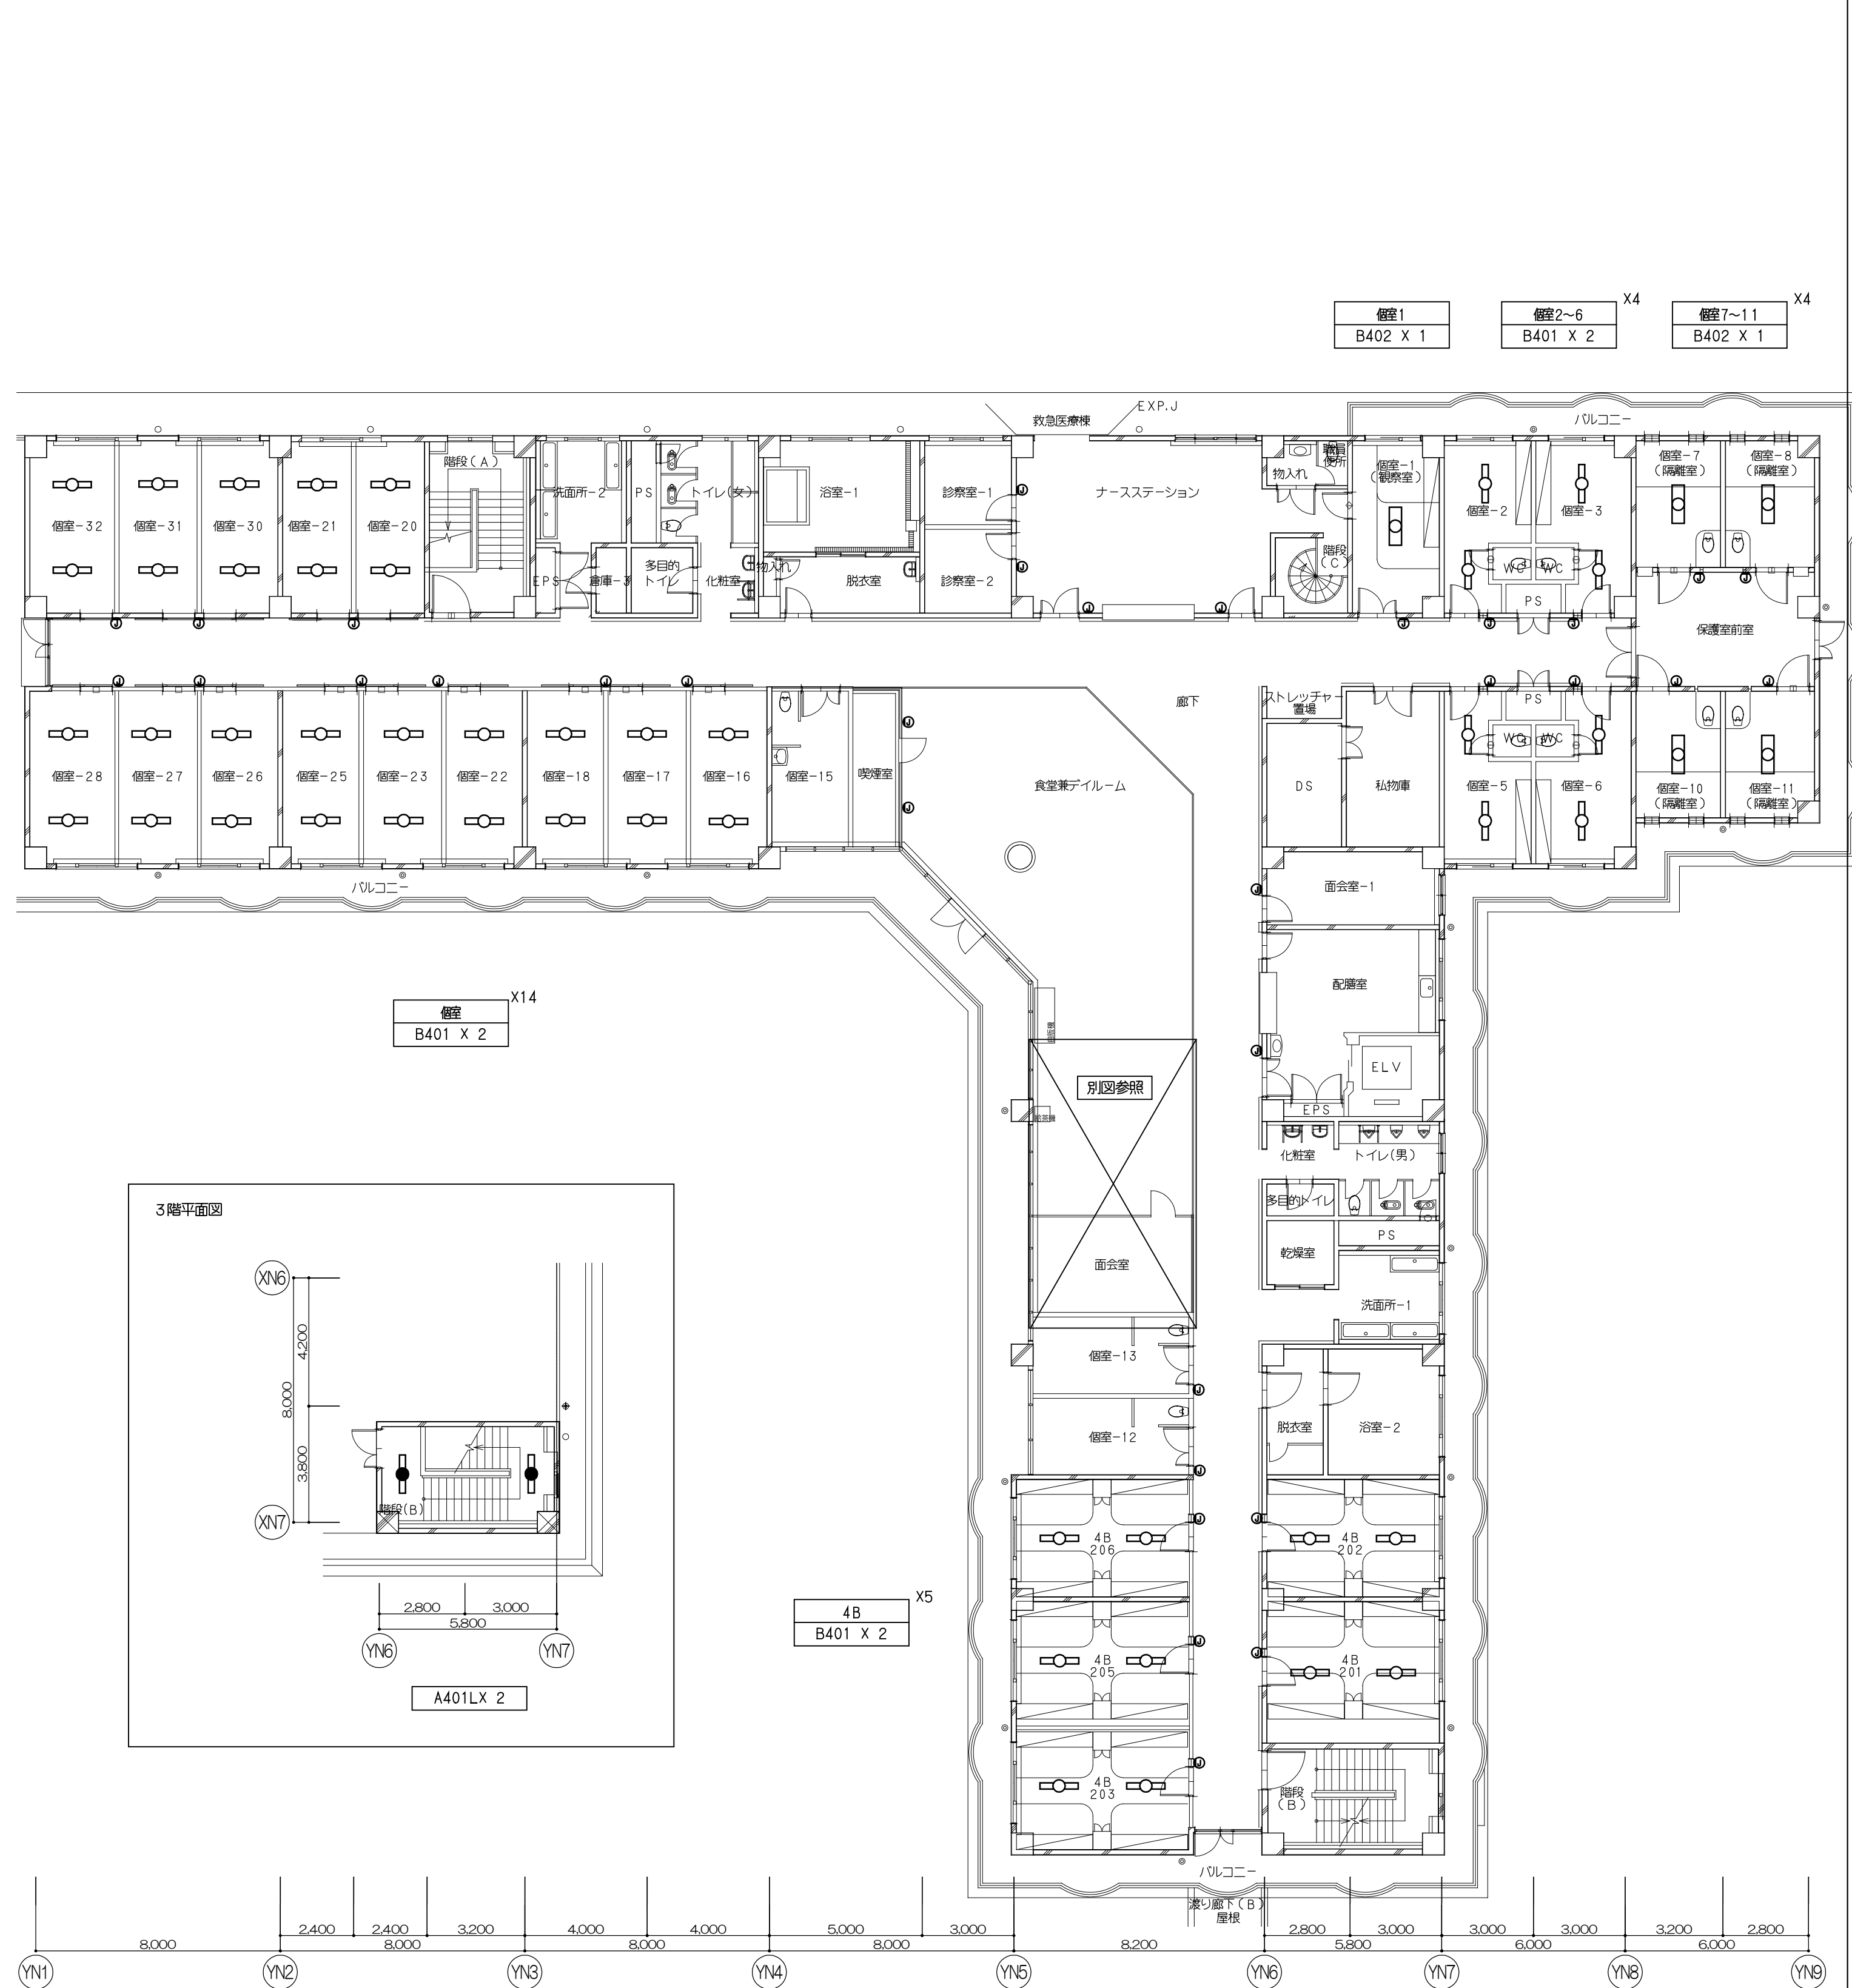 X4
X4
個室1
B402 X 1
個室2~6
B401 X 2
個室7~11
B402 X 1
救急医療棟
EXP.J
バルコニー
階段(A)
洗面所-2
PS
トイレ(女)
浴室-1
診察室-1
ナースステーション
物入れ
職員
便所
個室-1
(観察室)
個室-2
個室-3
個室-7
(隔離室)
個室-8
(隔離室)
個室-32
個室-31
個室-30
個室-21
個室-20
EPS
倉庫-3
多目的
トイレ
化粧室
物入れ
脱衣室
診察室-2
階段
(C)
WC
WC
PS
保護室前室
廊下
ストレッチャー
置場
PS
WC
WC
個室-28
個室-27
個室-26
個室-25
個室-23
個室-22
個室-18
個室-17
個室-16
個室-15
喫煙室
食堂兼デイルーム
DS
私物庫
個室-5
個室-6
個室-10
(隔離室)
個室-11
(隔離室)
バルコニー
面会室-1
X14
個室
B401 X 2
配膳室
ELV
別図参照
給茶機
EPS
化粧室
トイレ(男)
多目的トイレ
PS
乾燥室
面会室
洗面所-1
個室-13
個室-12
脱衣室
浴室-2
3階平面図
XN6
4,200
8,000
3,800
XN7
階段(B)
2,800
3,000
5,800
YN6
YN7
A401LX 2
4B
206
4B
202
X5
4B
B401 X 2
4B
205
4B
201
4B
203
階段
(B)
バルコニー
渡り廊下(B)
屋根
2,400
2,400
3,200
4,000
4,000
5,000
3,000
2,800
3,000
3,000
3,000
3,200
2,800
8,000
8,000
8,000
8,000
8,200
5,800
6,000
6,000
YN1
YN2
YN3
YN4
YN5
YN6
YN7
YN8
YN9